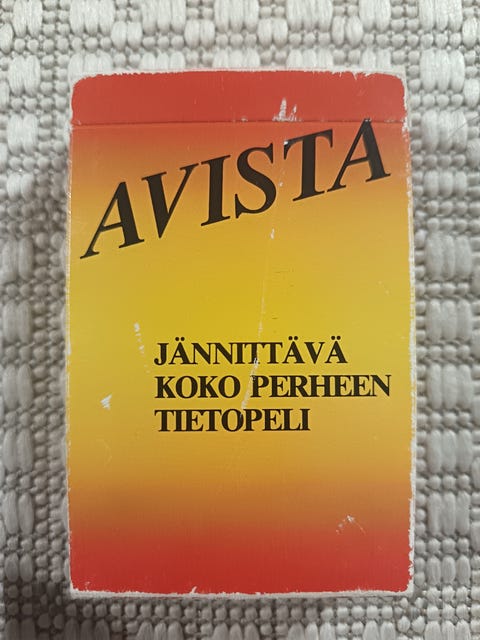 AVISTA
JÄNNITTÄVÄ
KOKO PERHEEN
TIETOPELI